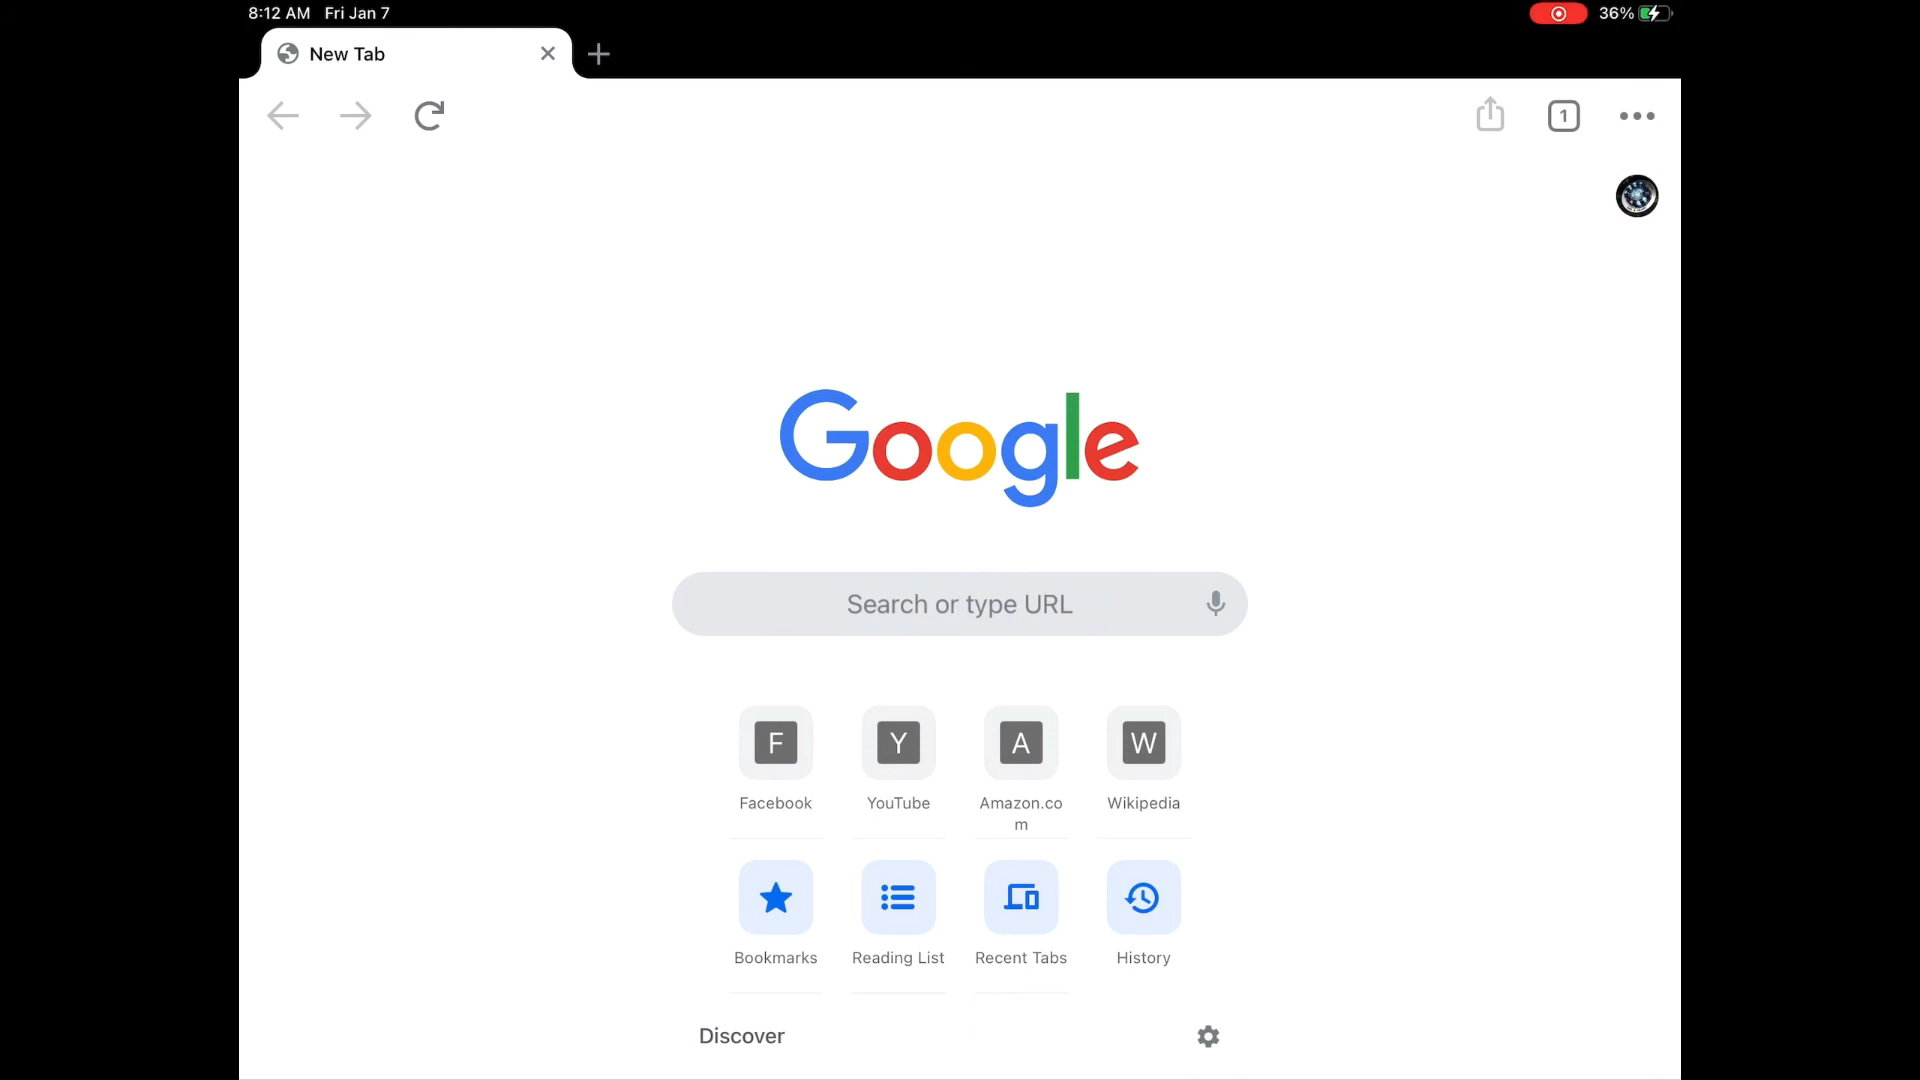 8:12 AM Fri Jan 7
36%
New Tab
1
Google
Search or type URL
F Y A W
Facebook YouTube Amazon.co Wikipedia
m
Bookmarks Reading List Recent Tabs History
Discover